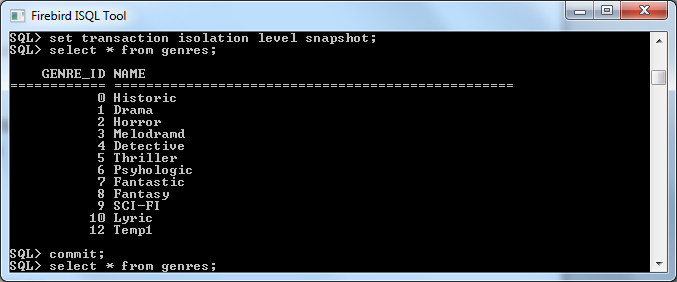 Firebird ISQL Tool
SQL> set transaction isolation level snapshot;
SQL> select * from genres;
GENRE_ID NAME
============ ==================================================
0 Historic
1 Drama
2 Horror
3 Melodramd
4 Detective
5 Thriller
6 Psyhologic
7 Fantastic
8 Fantasy
9 SCI-FI
10 Lyric
12 Temp1
SQL> commit;
SQL> select * from genres;